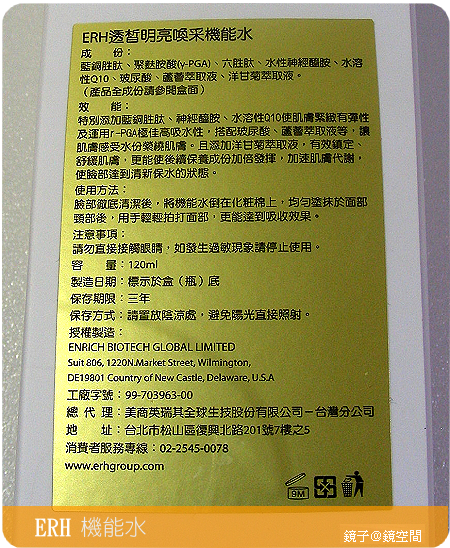 ERH透皙明亮喚采機能水
成　　份：
藍銅胜肽、聚麩胺酸(γ-PGA)、六胜肽、水性神經醯胺、水溶
性Q10、玻尿酸、蘆薈萃取液、洋甘菊萃取液。
（產品全成份請參閱盒面）
效　　能：
特別添加藍銅胜肽、神經醯胺、水溶性Q10使肌膚緊緻有彈性
及運用r－PGA極佳高吸水性，搭配玻尿酸、蘆薈萃取液等，讓
肌膚感受水份縈繞肌膚。且添加洋甘菊萃取液，有效鎮定、
舒緩肌膚，更能使後續保養成份加倍發揮，加速肌膚代謝，
使臉部達到清新保水的狀態。
使用方法：
臉部徹底清潔後，將機能水倒在化粧棉上，均勻塗抹於面部
頸部後，用手輕輕拍打面部，更能達到吸收效果。
注意事項：
請勿直接接觸眼睛，如發生過敏現象請停止使用。
容　　量：120ml
製造日期：標示於盒（瓶）底
保存期限：三年
保存方式：請置放陰涼處，避免陽光直接照射。
授權製造：
ENRICH BIOTECH GLOBAL LIMITED
Suit 806, 1220N.Market Street, Wilmington,
DE19801 Country of New Castle, Delaware, U.S.A
工廠字號：99-703963-00
總 代 理：美商英瑞其全球生技股份有限公司－台灣分公司
地　　址：台北市松山區復興北路201號7樓之5
消費者服務專線：02-2545-0078
www.erhgroup.com
9M
ERH 機能水
鏡子@鏡空間